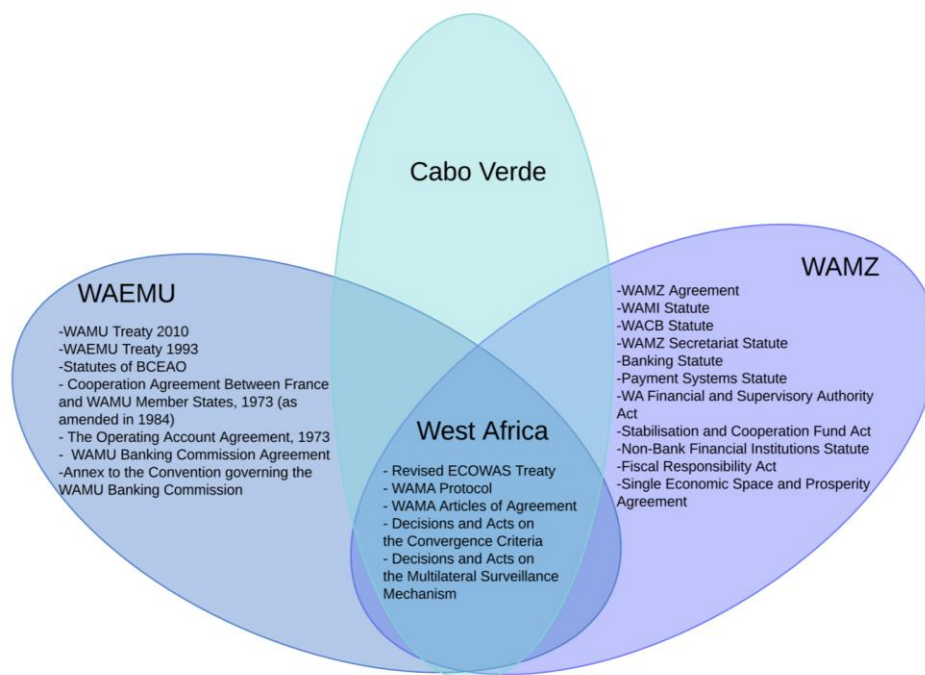 Cabo Verde
WAEMU
-WAMU Treaty 2010
-WAEMU Treaty 1993
-Statutes of BCEAO
- Cooperation Agreement Between France
and WAMU Member States, 1973 (as
amended in 1984)
- The Operating Account Agreement, 1973
- WAMU Banking Commission Agreement
-Annex to the Convention governing the
WAMU Banking Commission
West Africa
- Revised ECOWAS Treaty
- WAMA Protocol
- WAMA Articles of Agreement
- Decisions and Acts on
the Convergence Criteria
- Decisions and Acts on
the Multilateral Surveillance
Mechanism
WAMZ
-WAMZ Agreement
-WAMI Statute
-WACB Statute
-WAMZ Secretariat Statute
-Banking Statute
-Payment Systems Statute
-WA Financial and Supervisory Authority
Act
-Stabilisation and Cooperation Fund Act
-Non-Bank Financial Institutions Statute
-Fiscal Responsibility Act
-Single Economic Space and Prosperity
Agreement